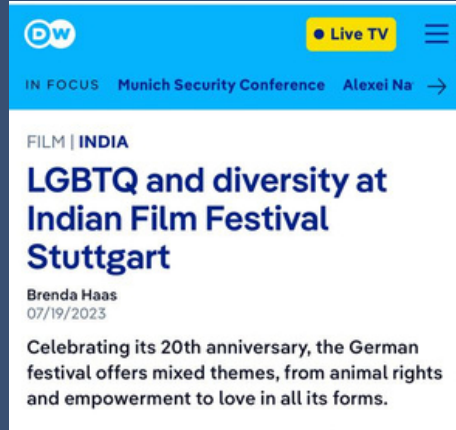 DW
Live TV
IN FOCUS Munich Security Conference Alexei Na
FILM | INDIA
LGBTQ and diversity at
Indian Film Festival
Stuttgart
Brenda Haas
07/19/2023
Celebrating its 20th anniversary, the German
festival offers mixed themes, from animal rights
and empowerment to love in all its forms.